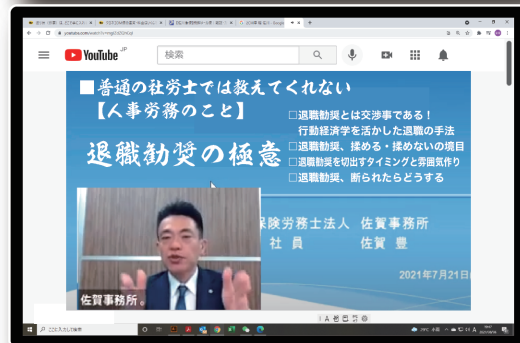 youtube.com/watch?v=
YouTube JP
検索
■普通の社労士では教えてくれない
【人事労務のこと】
退職勧奨の極意
□退職勧奨とは交渉事である!
行動経済学を活かした退職の手法
□退職勧奨、揉める・揉めないの境目
□退職勧奨を切出すタイミングと雰囲気作り
□退職勧奨、断られたらどうする
保険労務士法人 佐賀事務所
社員 佐賀 豊
2021年7月21日
佐賀事務所。
ここに入力して検索